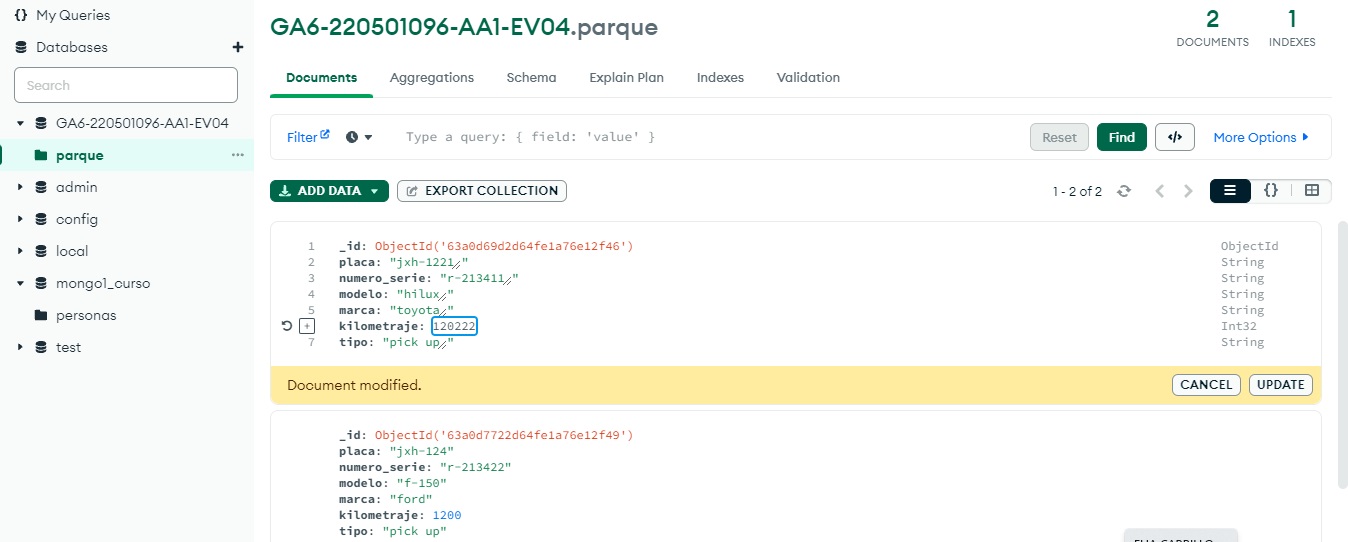 My Queries
Databases
Search
GA6-220501096-AA1-EV04
parque
admin
config
local
mongo1_curso
personas
test
GA6-220501096-AA1-EV04.parque
2
DOCUMENTS
1
INDEXES
Documents Aggregations Schema Explain Plan Indexes Validation
Filter Type a query: { field: 'value' } Reset Find </> More Options
ADD DATA EXPORT COLLECTION 1 - 2 of 2 {}
1 _id: ObjectId('63a0d69d2d64fe1a76e12f46') ObjectId
2 placa: "jxh-1221" String
3 numero_serie: "r-213411" String
4 modelo: "hilux" String
5 marca: "toyota" String
+ kilometraje: 120222 Int32
7 tipo: "pick up" String
Document modified. CANCEL UPDATE
_id: ObjectId('63a0d7722d64fe1a76e12f49')
placa: "jxh-124"
numero_serie: "r-213422"
modelo: "f-150"
marca: "ford"
kilometraje: 1200
tipo: "pick up"